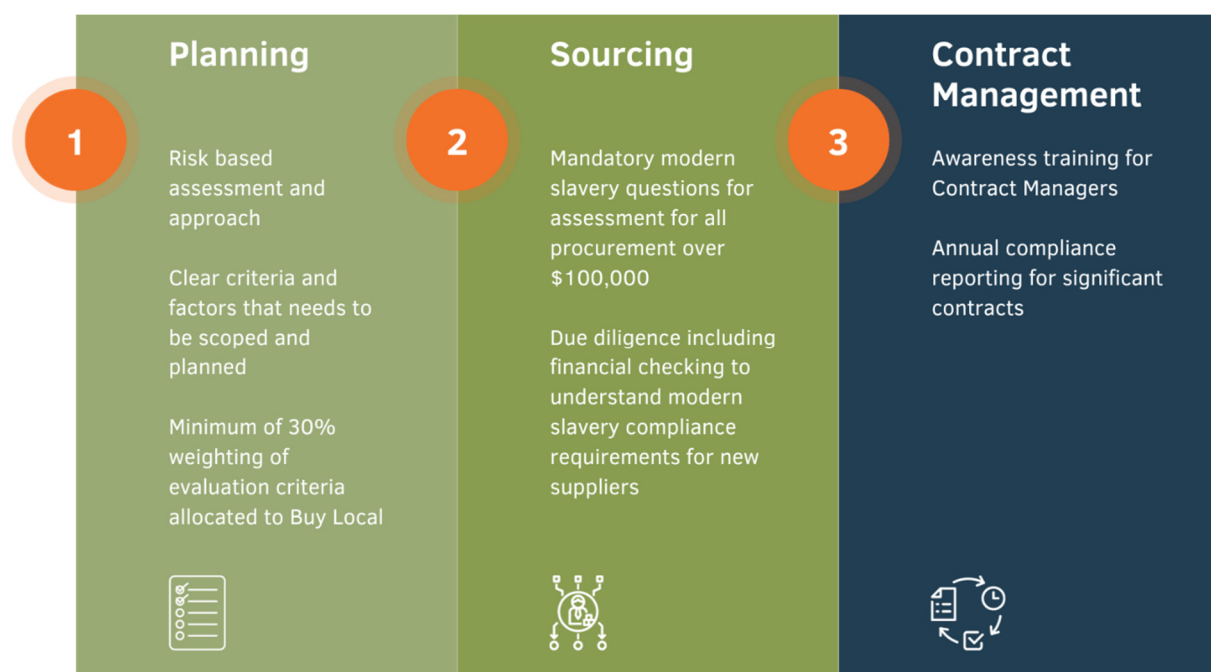 Planning
1
Risk based
assessment and
approach
Clear criteria and
factors that needs to
be scoped and
planned
Minimum of 30%
weighting of
evaluation criteria
allocated to Buy Local
Sourcing
2
Mandatory modern
slavery questions for
assessment for all
procurement over
$100,000
Due diligence including
financial checking to
understand modern
slavery compliance
requirements for new
suppliers
Contract
Management
3
Awareness training for
Contract Managers
Annual compliance
reporting for significant
contracts